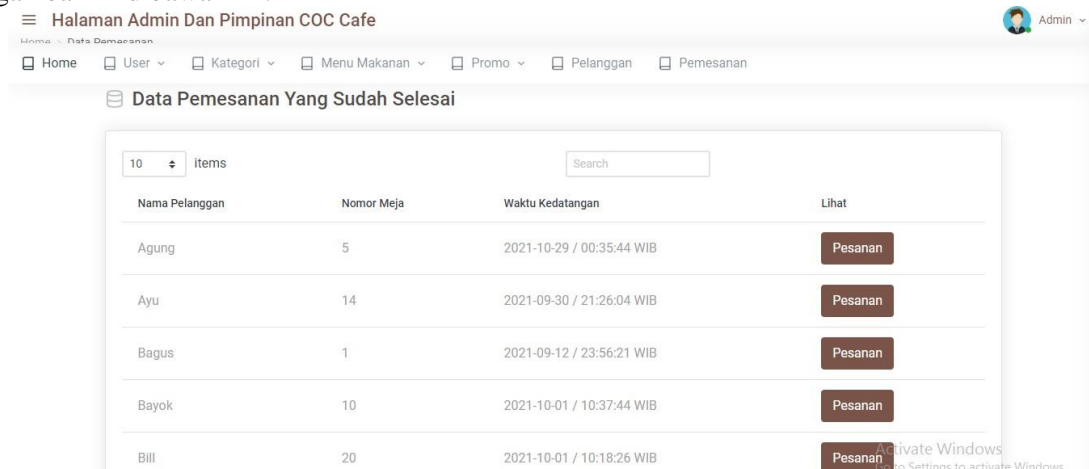 Halaman Admin Dan Pimpinan COC Cafe
Admin
Home > Data Pemesanan
Home User Kategori Menu Makanan Promo Pelanggan Pemesanan
Data Pemesanan Yang Sudah Selesai
10 items Search
Nama Pelanggan Nomor Meja Waktu Kedatangan Lihat
Agung 5 2021-10-29 / 00:35:44 WIB Pesanan
Ayu 14 2021-09-30 / 21:26:04 WIB Pesanan
Bagus 1 2021-09-12 / 23:56:21 WIB Pesanan
Bayok 10 2021-10-01 / 10:37:44 WIB Pesanan
Bill 20 2021-10-01 / 10:18:26 WIB Pesanan
Activate Windows
Go to Settings to activate Windows.